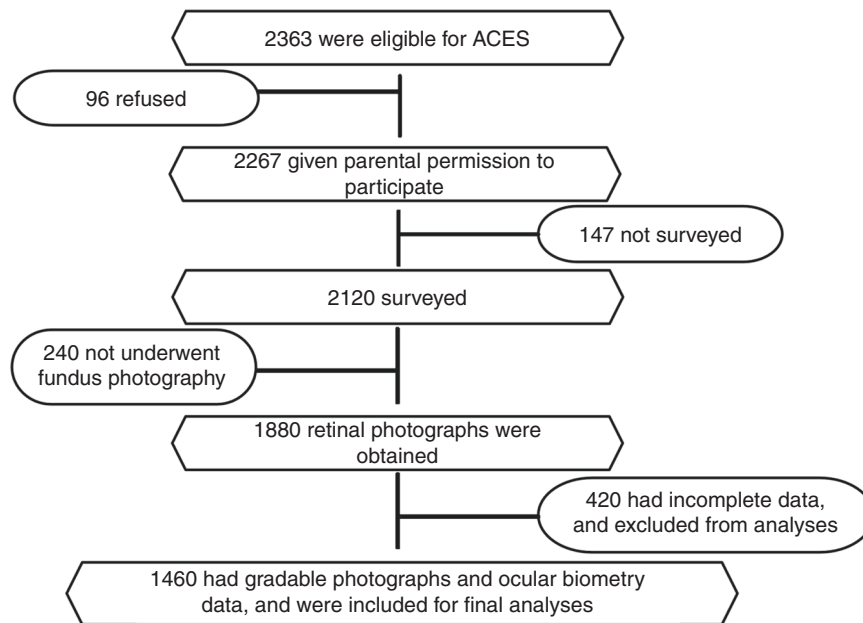 2363 were eligible for ACES
96 refused
2267 given parental permission to
participate
147 not surveyed
2120 surveyed
240 not underwent
fundus photography
1880 retinal photographs were
obtained
420 had incomplete data,
and excluded from analyses
1460 had gradable photographs and ocular biometry
data, and were included for final analyses